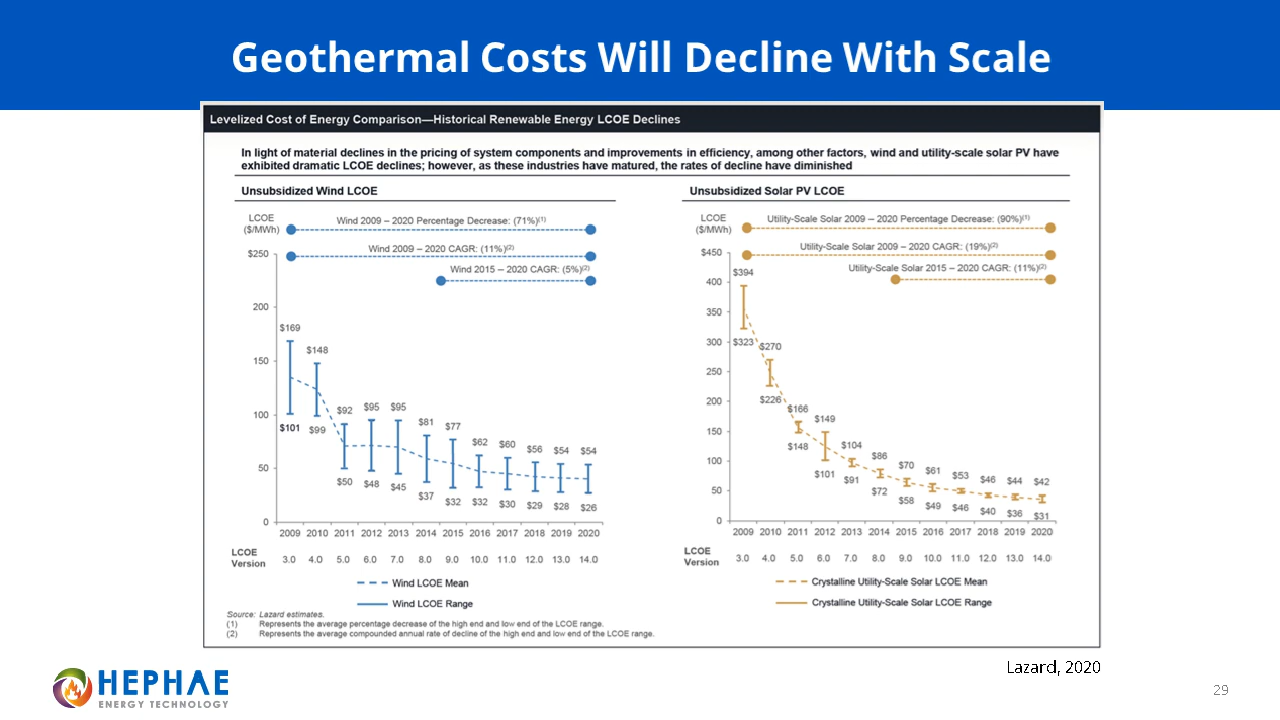 Geothermal Costs Will Decline With Scale
Levelized Cost of Energy Comparison—Historical Renewable Energy LCOE Declines
In light of material declines in the pricing of system components and improvements in efficiency, among other factors, wind and utility-scale solar PV have
exhibited dramatic LCOE declines; however, as these industries have matured, the rates of decline have diminished
Unsubsidized Wind LCOE
LCOE
($/MWh)
Wind 2009 – 2020 Percentage Decrease: (71%)(1)
Wind 2009 – 2020 CAGR: (11%)(2)
Wind 2015 – 2020 CAGR: (5%)(2)
$250
200
150
100
50
0
$169
$148
$92
$95
$95
$81
$77
$62
$60
$56
$54
$54
$101
$99
$50
$48
$45
$37
$32
$32
$30
$29
$28
$26
2009 2010 2011 2012 2013 2014 2015 2016 2017 2018 2019 2020
LCOE
Version
3.0 4.0 5.0 6.0 7.0 8.0 9.0 10.0 11.0 12.0 13.0 14.0
Wind LCOE Mean
Wind LCOE Range
Unsubsidized Solar PV LCOE
LCOE
($/MWh)
Utility-Scale Solar 2009 – 2020 Percentage Decrease: (90%)(1)
Utility-Scale Solar 2009 – 2020 CAGR: (19%)(2)
Utility-Scale Solar 2015 – 2020 CAGR: (11%)(2)
$450
400
350
300
250
200
150
100
50
0
$394
$270
$166
$149
$104
$86
$70
$61
$53
$46
$44
$42
$323
$226
$148
$101
$91
$72
$58
$49
$46
$40
$36
$31
2009 2010 2011 2012 2013 2014 2015 2016 2017 2018 2019 2020
LCOE
Version
3.0 4.0 5.0 6.0 7.0 8.0 9.0 10.0 11.0 12.0 13.0 14.0
Crystalline Utility-Scale Solar LCOE Mean
Crystalline Utility-Scale Solar LCOE Range
Source: Lazard estimates.
(1) Represents the average percentage decrease of the high end and low end of the LCOE range.
(2) Represents the average compounded annual rate of decline of the high end and low end of the LCOE range.
Lazard, 2020
HEPHAE
ENERGY TECHNOLOGY
29